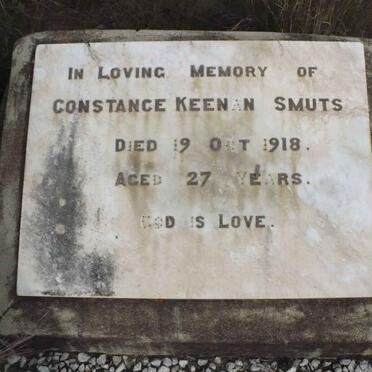 In Loving Memory of
Constance Keenan Smuts
Died 19 Oct 1918.
Aged 27 Years.
God is Love.